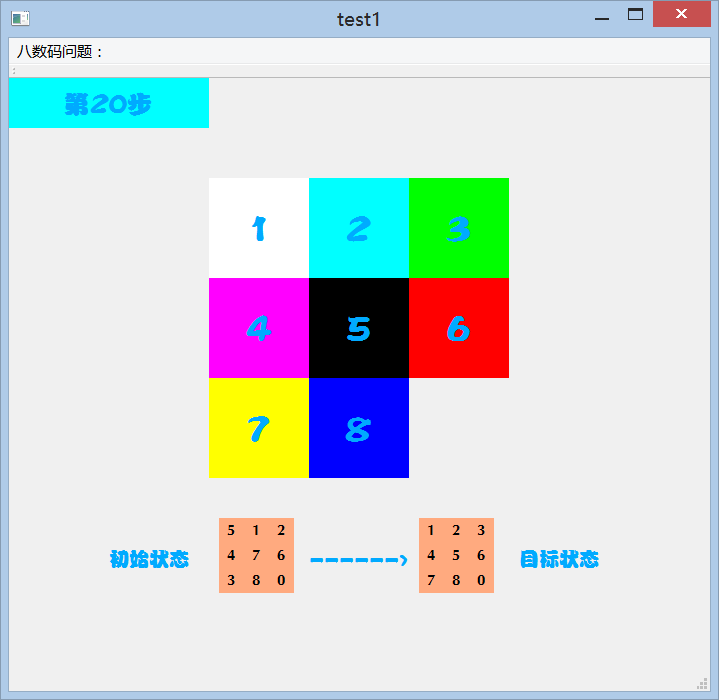 test1
八数码问题：
第20步
1 2 3
4 5 6
7 8
初始状态
5 1 2
4 7 6
3 8 0
------>
1 2 3
4 5 6
7 8 0
目标状态